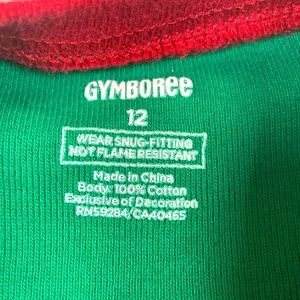 GYMBOREE
12
WEAR SNUG-FITTING
NOT FLAME RESISTANT
Made in China
Body: 100% Cotton
Exclusive of Decoration
RN59284/CA40465